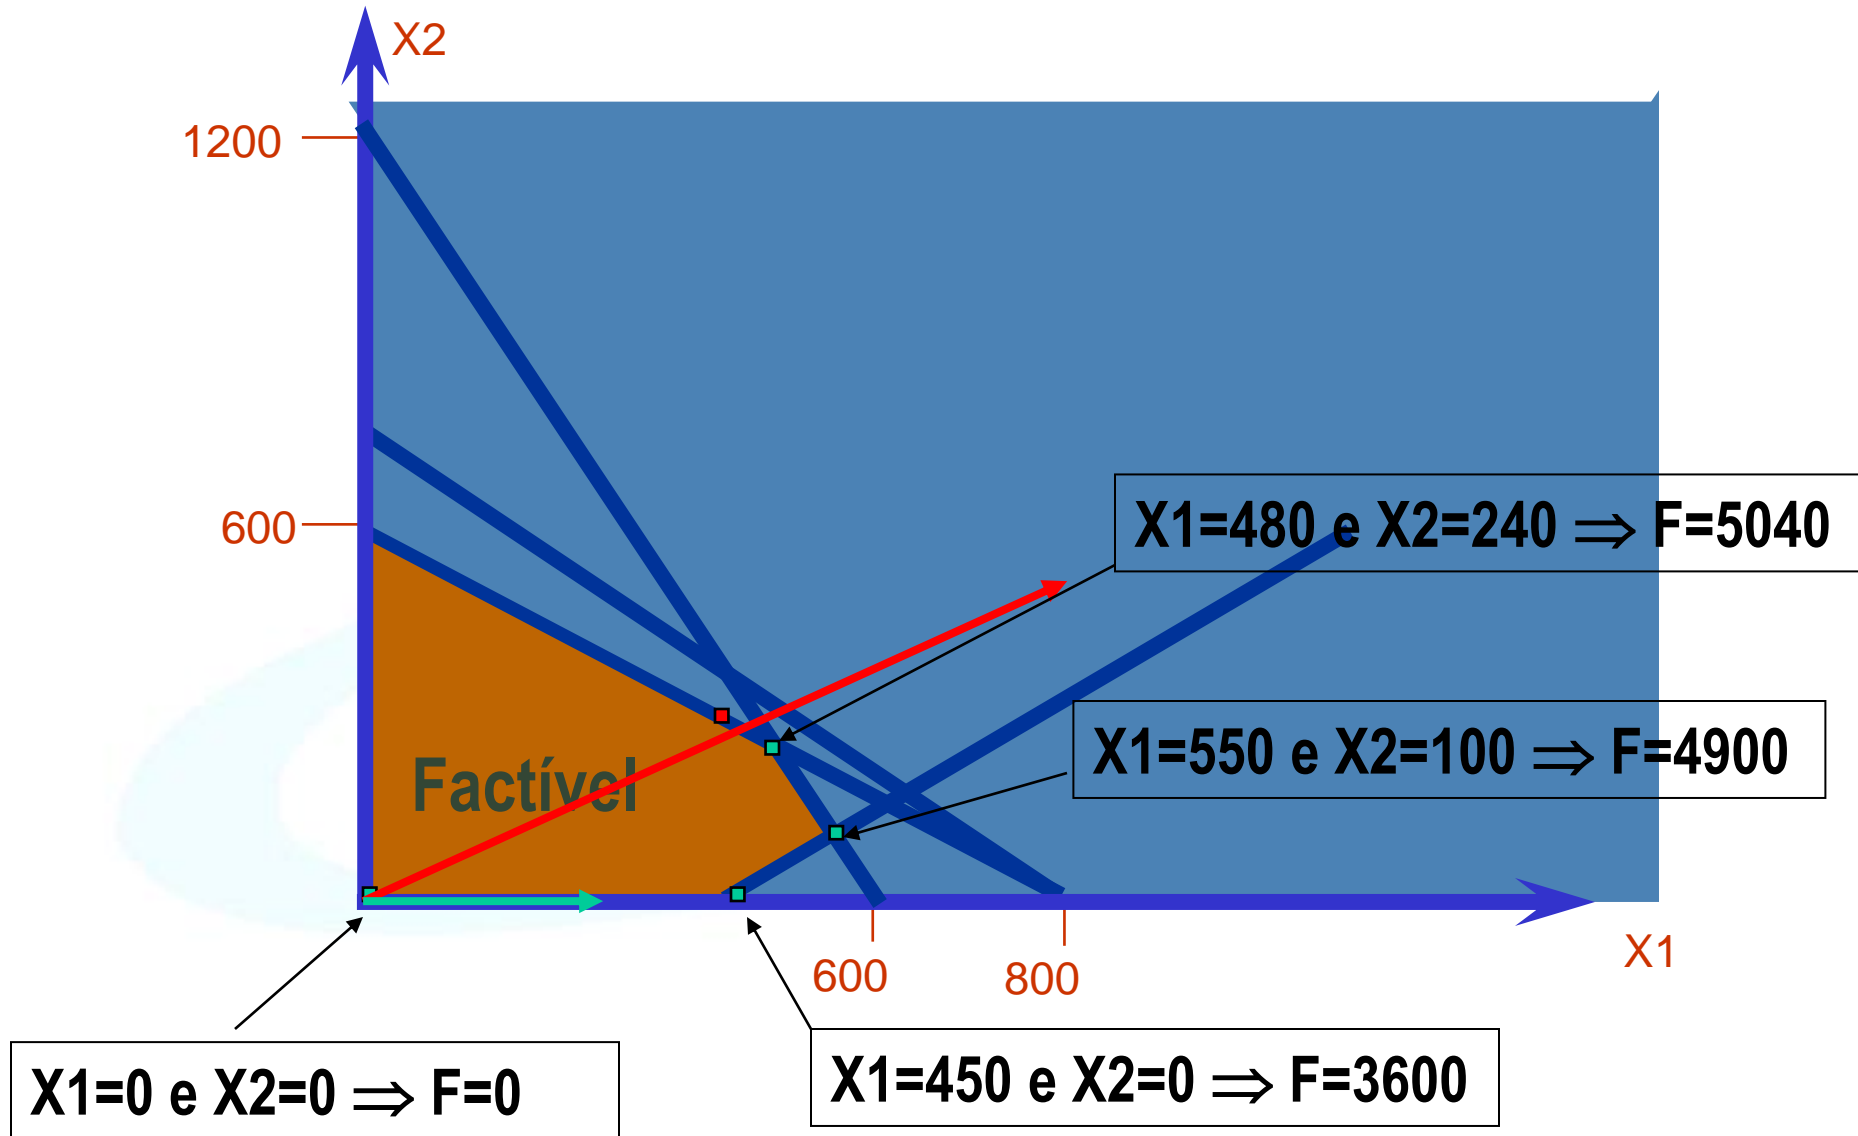 X2
1200
600
X1=480 e X2=240 ⇒ F=5040
X1=550 e X2=100 ⇒ F=4900
Factível
X1
600
800
X1=450 e X2=0 ⇒ F=3600
X1=0 e X2=0 ⇒ F=0